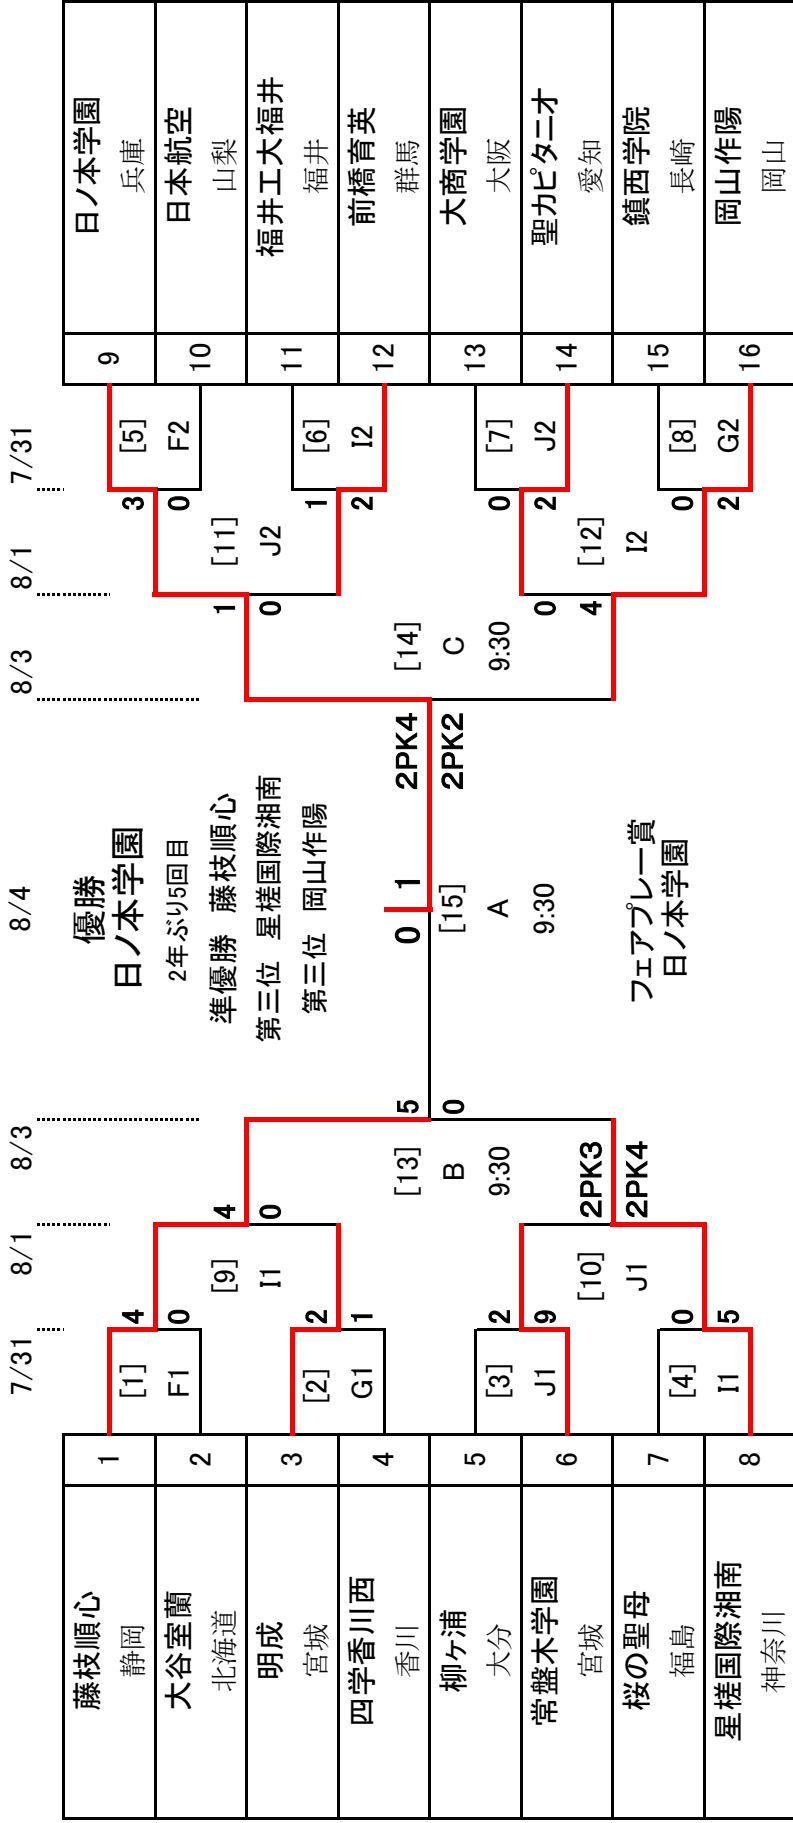 7/31
8/1
8/3
8/4
8/3
8/1
7/31
藤枝順心
静岡
1
大谷室蘭
北海道
2
明成
宮城
3
四学香川西
香川
4
柳ヶ浦
大分
5
常盤木学園
宮城
6
桜の聖母
福島
7
星槎国際湘南
神奈川
8
[1]
F1
4
0
[2]
G1
2
1
[3]
J1
2
9
[4]
I1
0
5
[9]
I1
4
0
[10]
J1
2PK3
2PK4
[13]
B
9:30
5
0
優勝
日ノ本学園
2年ぶり5回目
準優勝 藤枝順心
第三位 星槎国際湘南
第三位 岡山作陽
0 1
[15]
A
9:30
フェアプレー賞
日ノ本学園
2PK4
2PK2
[14]
C
9:30
1
0
[11]
J2
0
4
[12]
I2
3
0
[5]
F2
1
2
[6]
I2
0
2
[7]
J2
0
2
[8]
G2
9
日ノ本学園
兵庫
10
日本航空
山梨
11
福井工大福井
福井
12
前橋育英
群馬
13
大商学園
大阪
14
聖カピタニオ
愛知
15
鎮西学院
長崎
16
岡山作陽
岡山